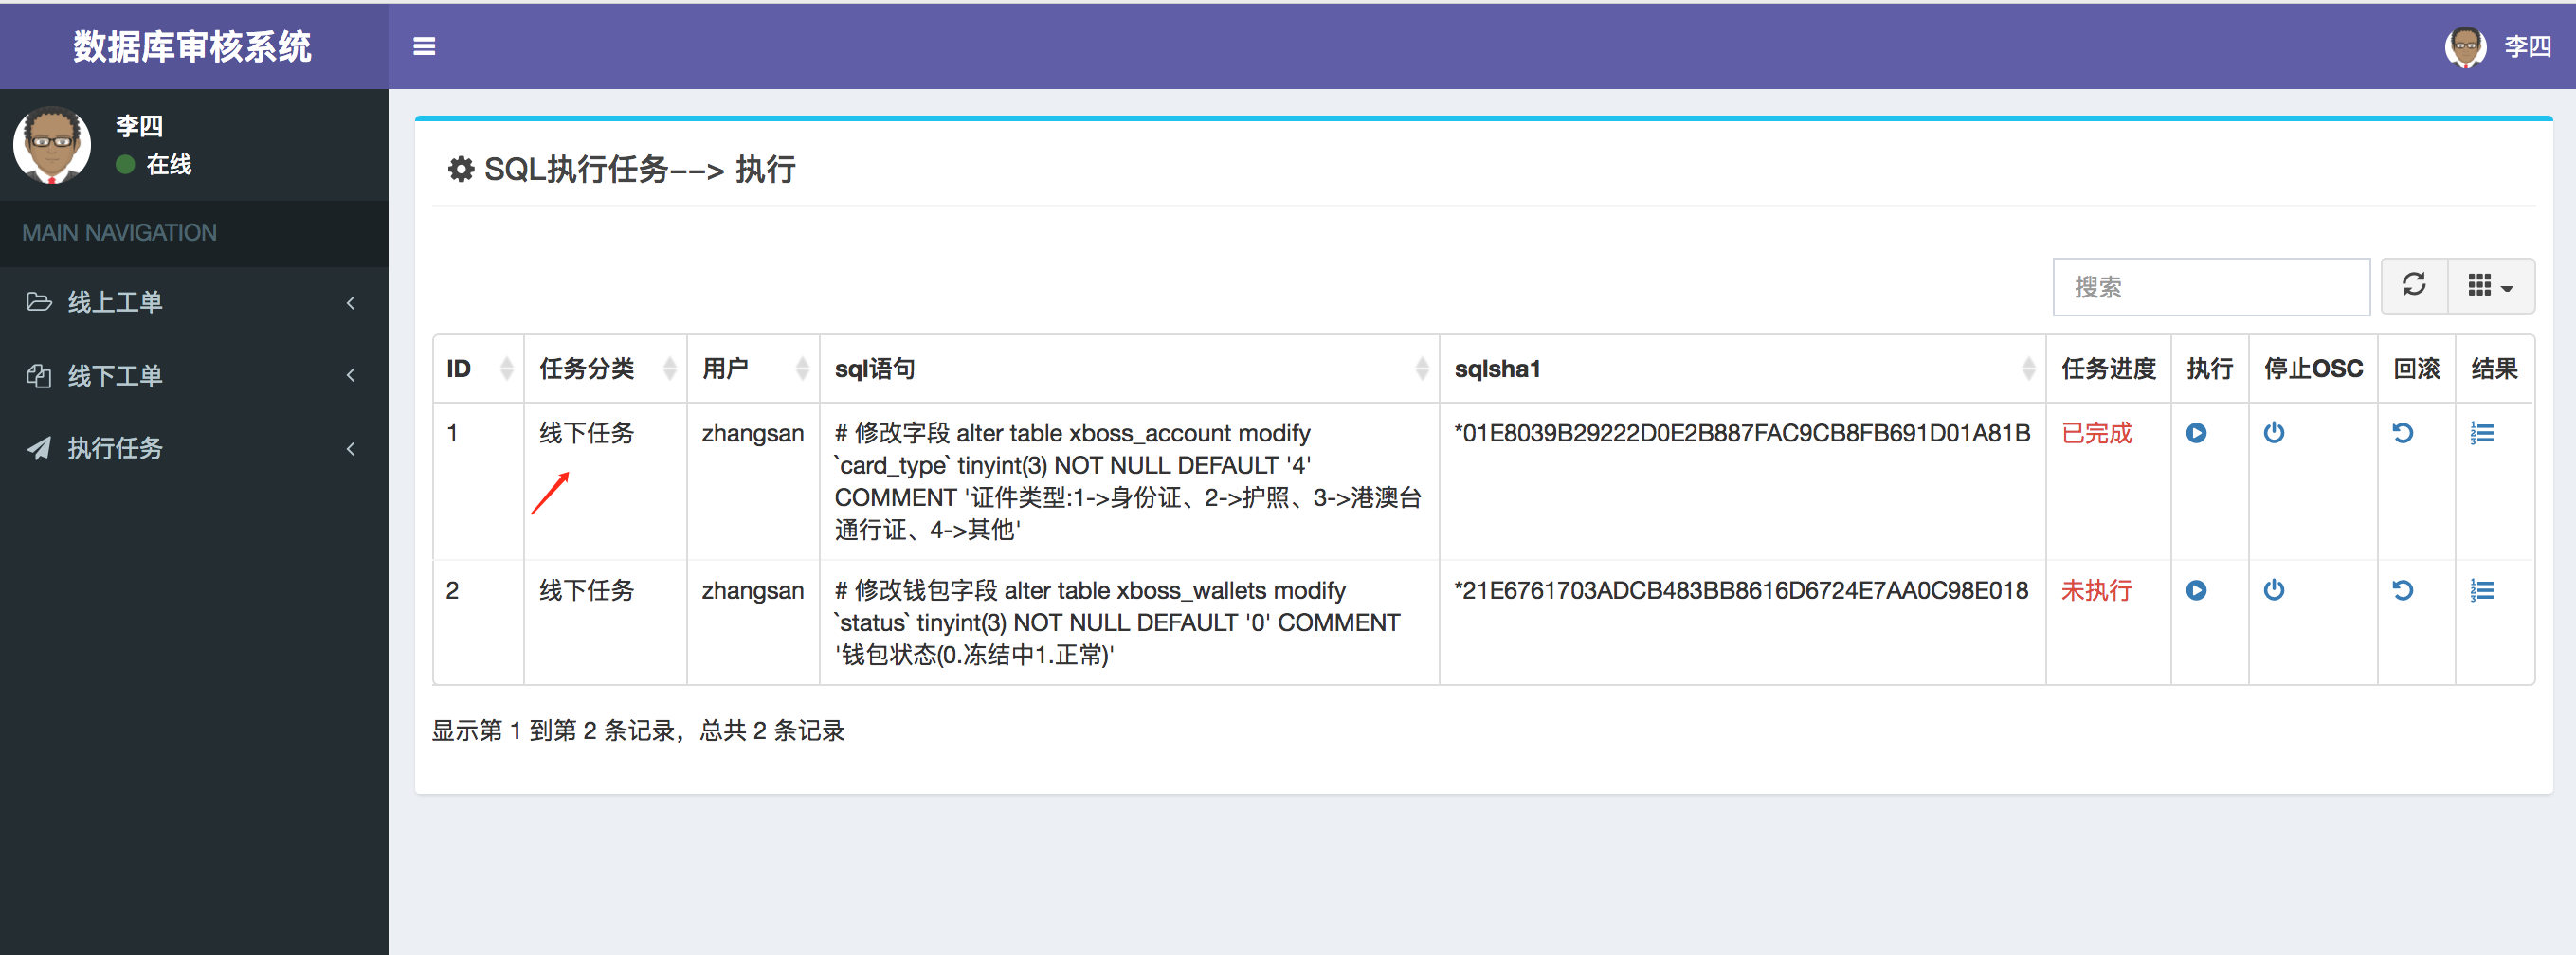 数据库审核系统
李四
李四
在线
MAIN NAVIGATION
线上工单
线下工单
执行任务
SQL执行任务--> 执行
搜索
ID 任务分类 用户 sql语句 sqlsha1 任务进度 执行 停止OSC 回滚 结果
1 线下任务 zhangsan # 修改字段 alter table xboss_account modify *01E8039B29222D0E2B887FAC9CB8FB691D01A81B 已完成
`card_type` tinyint(3) NOT NULL DEFAULT '4'
COMMENT '证件类型:1->身份证、2->护照、3->港澳台
通行证、4->其他'
2 线下任务 zhangsan # 修改钱包字段 alter table xboss_wallets modify *21E6761703ADCB483BB8616D6724E7AA0C98E018 未执行
`status` tinyint(3) NOT NULL DEFAULT '0' COMMENT
'钱包状态(0.冻结中1.正常)'
显示第 1 到第 2 条记录，总共 2 条记录